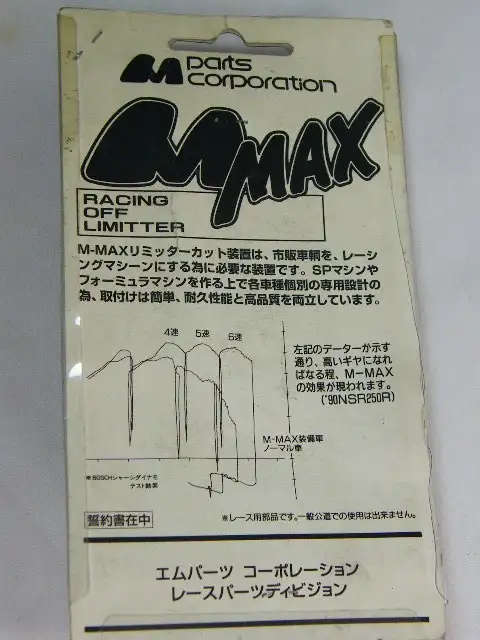 M parts
corporation
M-MAX
RACING
OFF
LIMITTER
M-MAXリミッターカット装置は、市販車輌を、レーシ
ングマシーンにする為に必要な装置です。SPマシンや
フォーミュラマシンを作る上で各車種個別の専用設計の
為、取付けは簡単、耐久性能と高品質を両立しています。
4速 5速 6速
左記のデーターが示す
通り、高いギヤになれ
ばなる程、M-MAX
の効果が現われます。
('90NSR250R)
M-MAX装備車
ノーマル車
※BOSCHシャーシダイナモ
テスト結果
誓約書在中
※レース用部品です。一般公道での使用は出来ません。
エムパーツ コーポレーション
レースパーツディビジョン